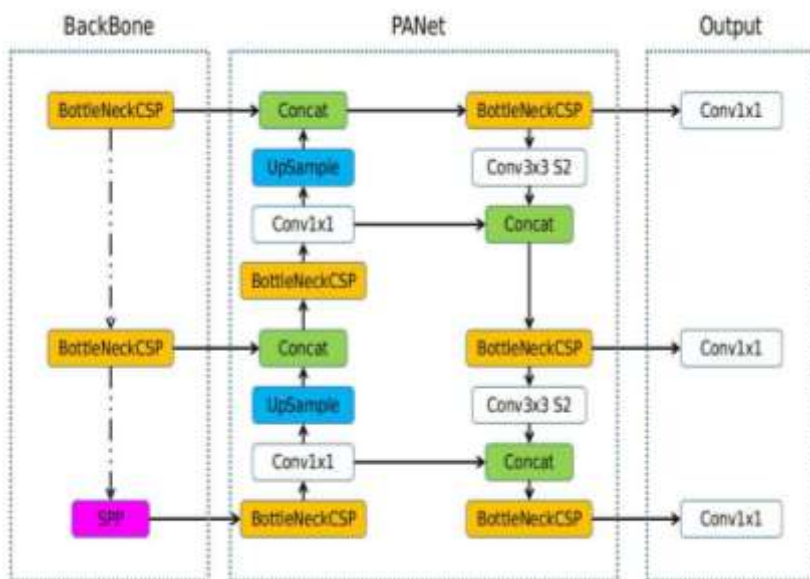 BackBone
PANet
Output
BottleNeckCSP
Concat
BottleNeckCSP
Conv1x1
UpSample
Conv3x3 S2
Conv1x1
Concat
BottleNeckCSP
BottleNeckCSP
Concat
BottleNeckCSP
Conv1x1
UpSample
Conv3x3 S2
Conv1x1
Concat
SPP
BottleNeckCSP
BottleNeckCSP
Conv1x1